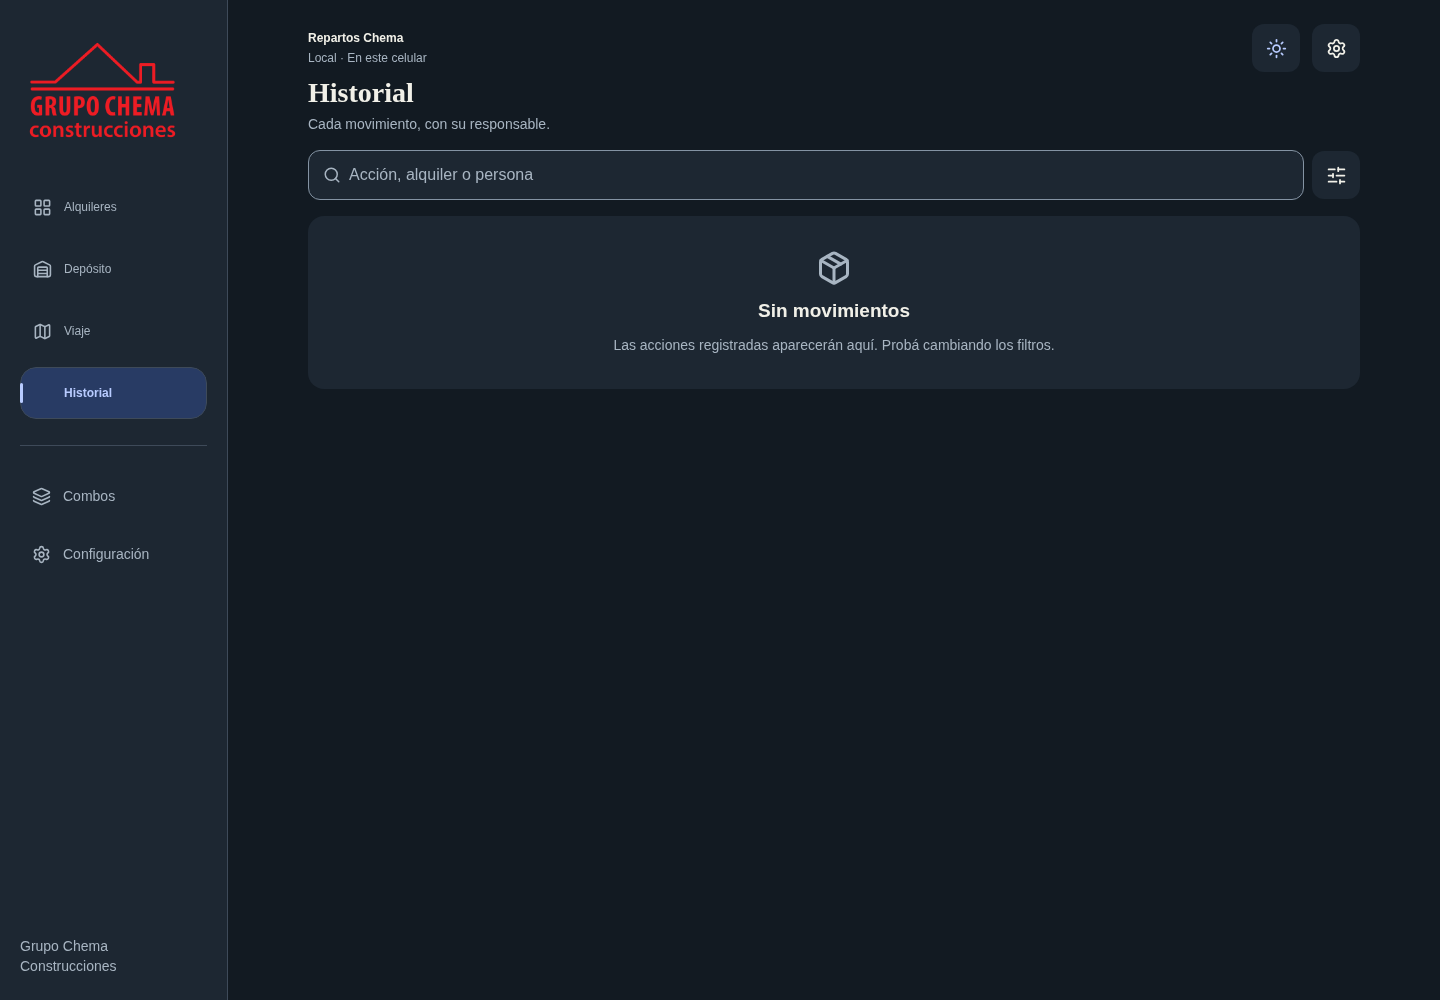 GRUPO CHEMA
construcciones
Alquileres
Depósito
Viaje
Historial
Combos
Configuración
Grupo Chema
Construcciones
Repartos Chema
Local · En este celular
Historial
Cada movimiento, con su responsable.
Acción, alquiler o persona
Sin movimientos
Las acciones registradas aparecerán aquí. Probá cambiando los filtros.